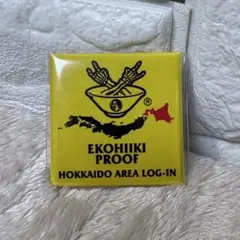 ®
EKOHIIKI
PROOF
HOKKAIDO AREA LOG-IN